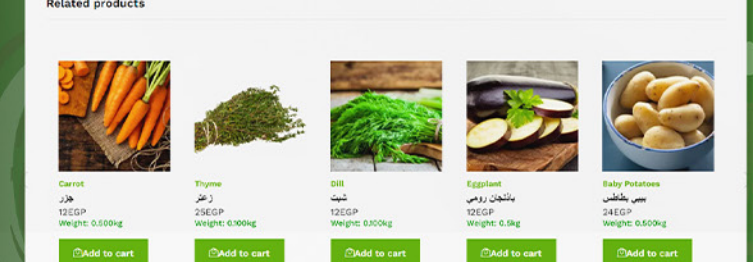 Related products
Carrot
جزر
12EGP
Weight: 0.500kg
Add to cart
Thyme
زعتر
25EGP
Weight: 0.100kg
Add to cart
Dill
شبت
12EGP
Weight: 0.100kg
Add to cart
Eggplant
باذنجان رومي
12EGP
Weight: 0.5kg
Add to cart
Baby Potatoes
بيبي بطاطس
24EGP
Weight: 0.500kg
Add to cart